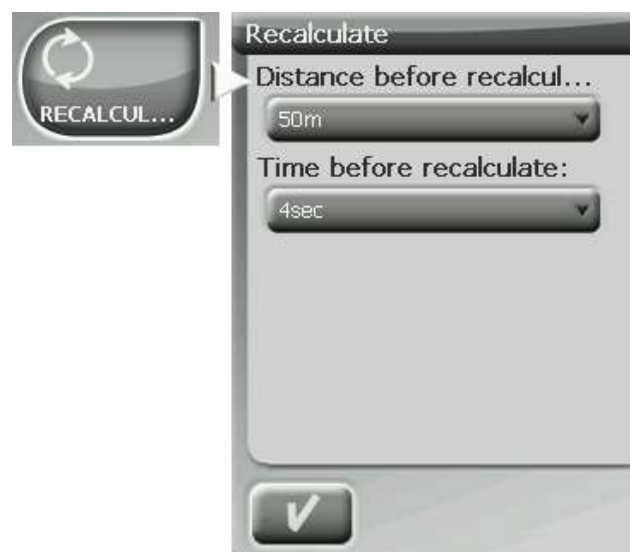 RECALCUL...
Recalculate
Distance before recalcul...
50m
Time before recalculate:
4sec